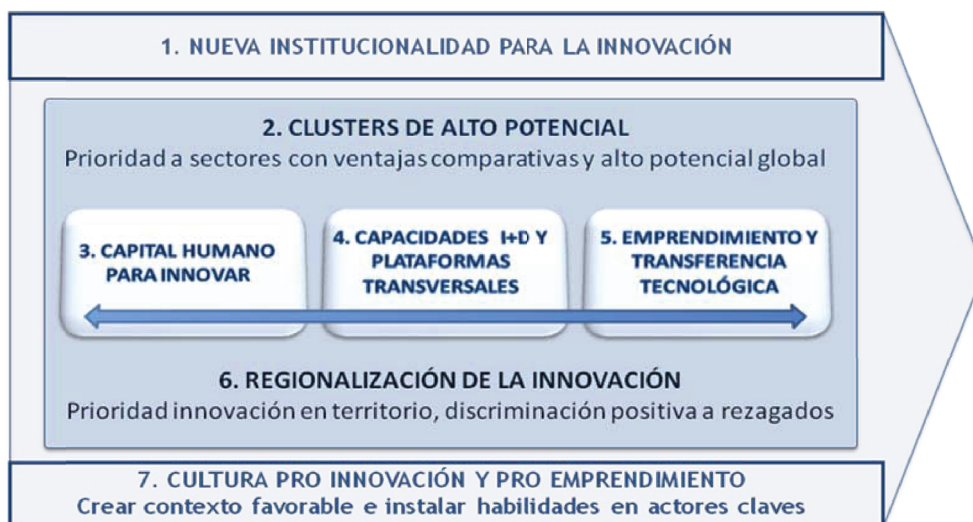 1. NUEVA INSTITUCIONALIDAD PARA LA INNOVACIÓN
2. CLUSTERS DE ALTO POTENCIAL
Prioridad a sectores con ventajas comparativas y alto potencial global
3. CAPITAL HUMANO
PARA INNOVAR
4. CAPACIDADES I+D Y
PLATAFORMAS
TRANSVERSALES
5. EMPRENDIMIENTO Y
TRANSFERENCIA
TECNOLÓGICA
6. REGIONALIZACIÓN DE LA INNOVACIÓN
Prioridad innovación en territorio, discriminación positiva a rezagados
7. CULTURA PRO INNOVACIÓN Y PRO EMPRENDIMIENTO
Crear contexto favorable e instalar habilidades en actores claves